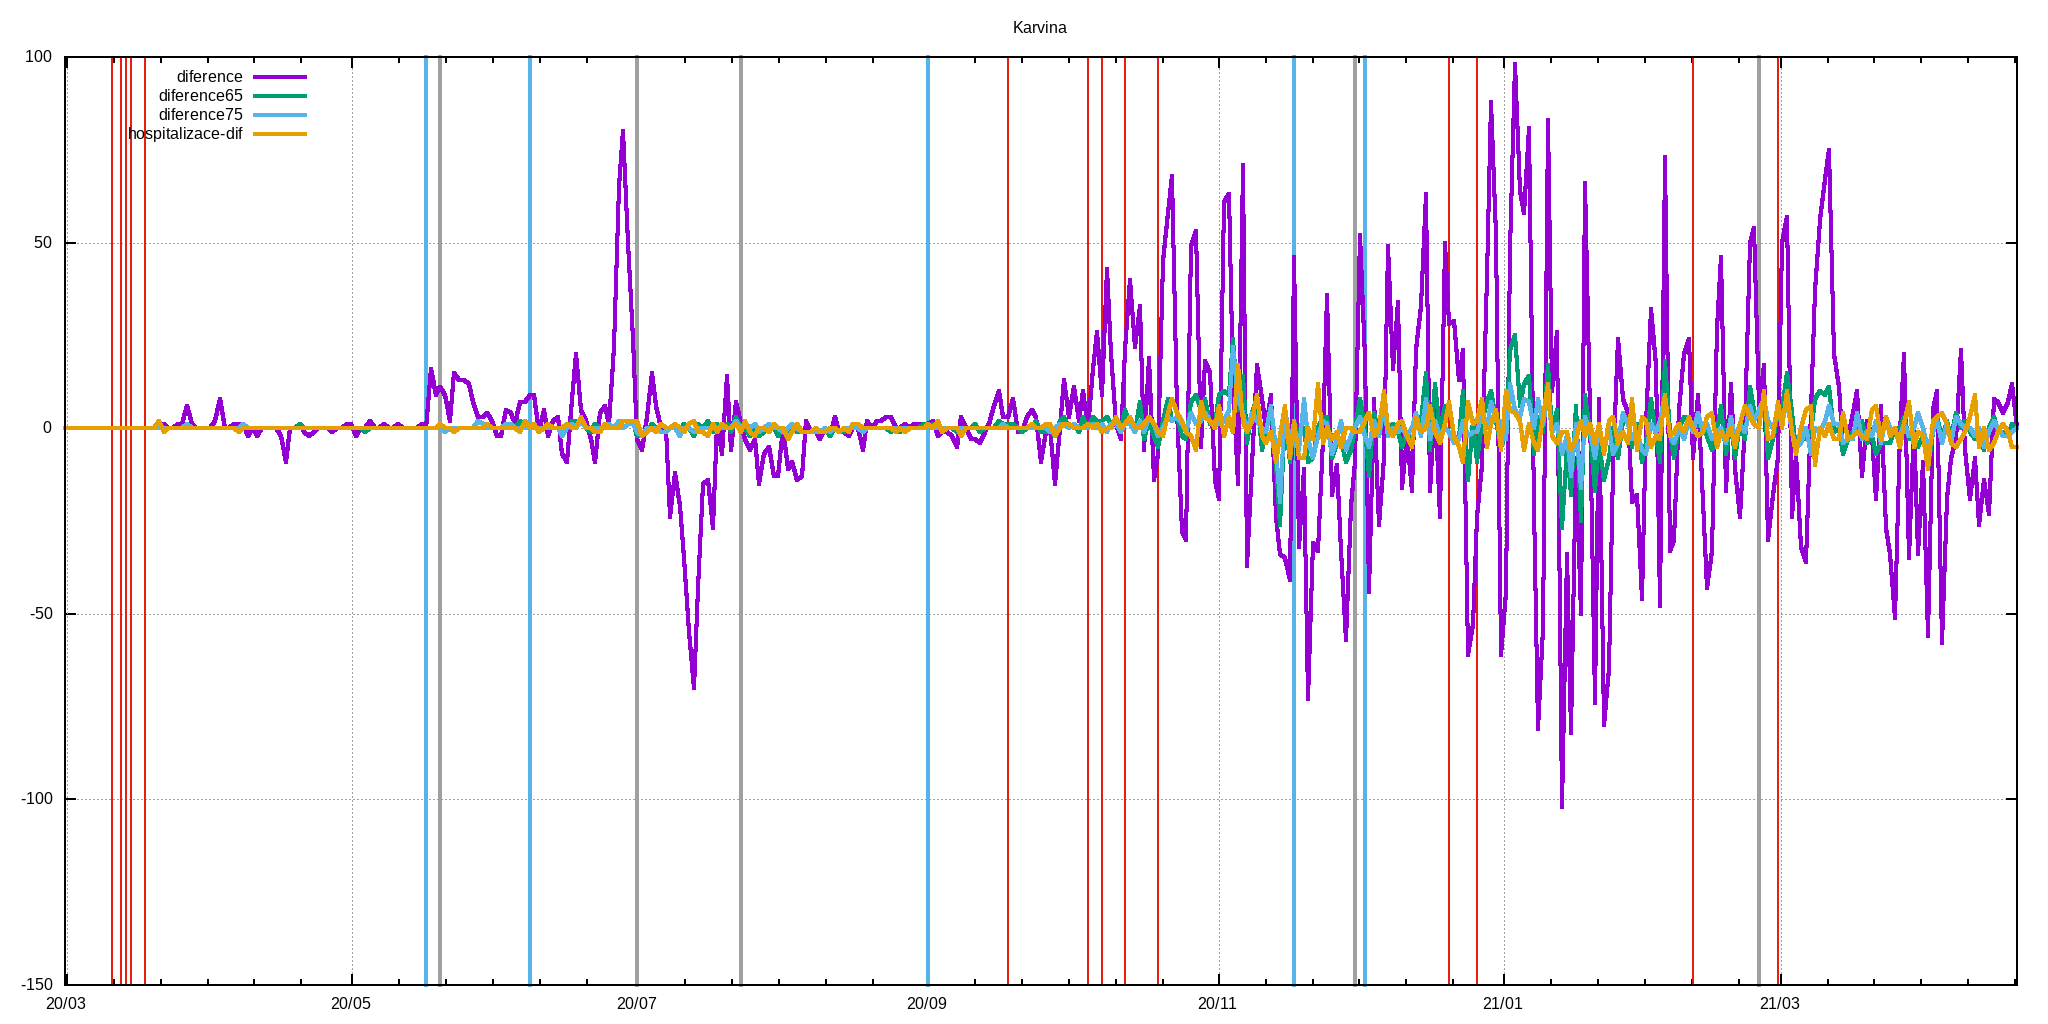 Karvina
100
diference
diference65
diference75
hospitalizace-dif
50
0
-50
-100
-150
20/03 20/05 20/07 20/09 20/11 21/01 21/03